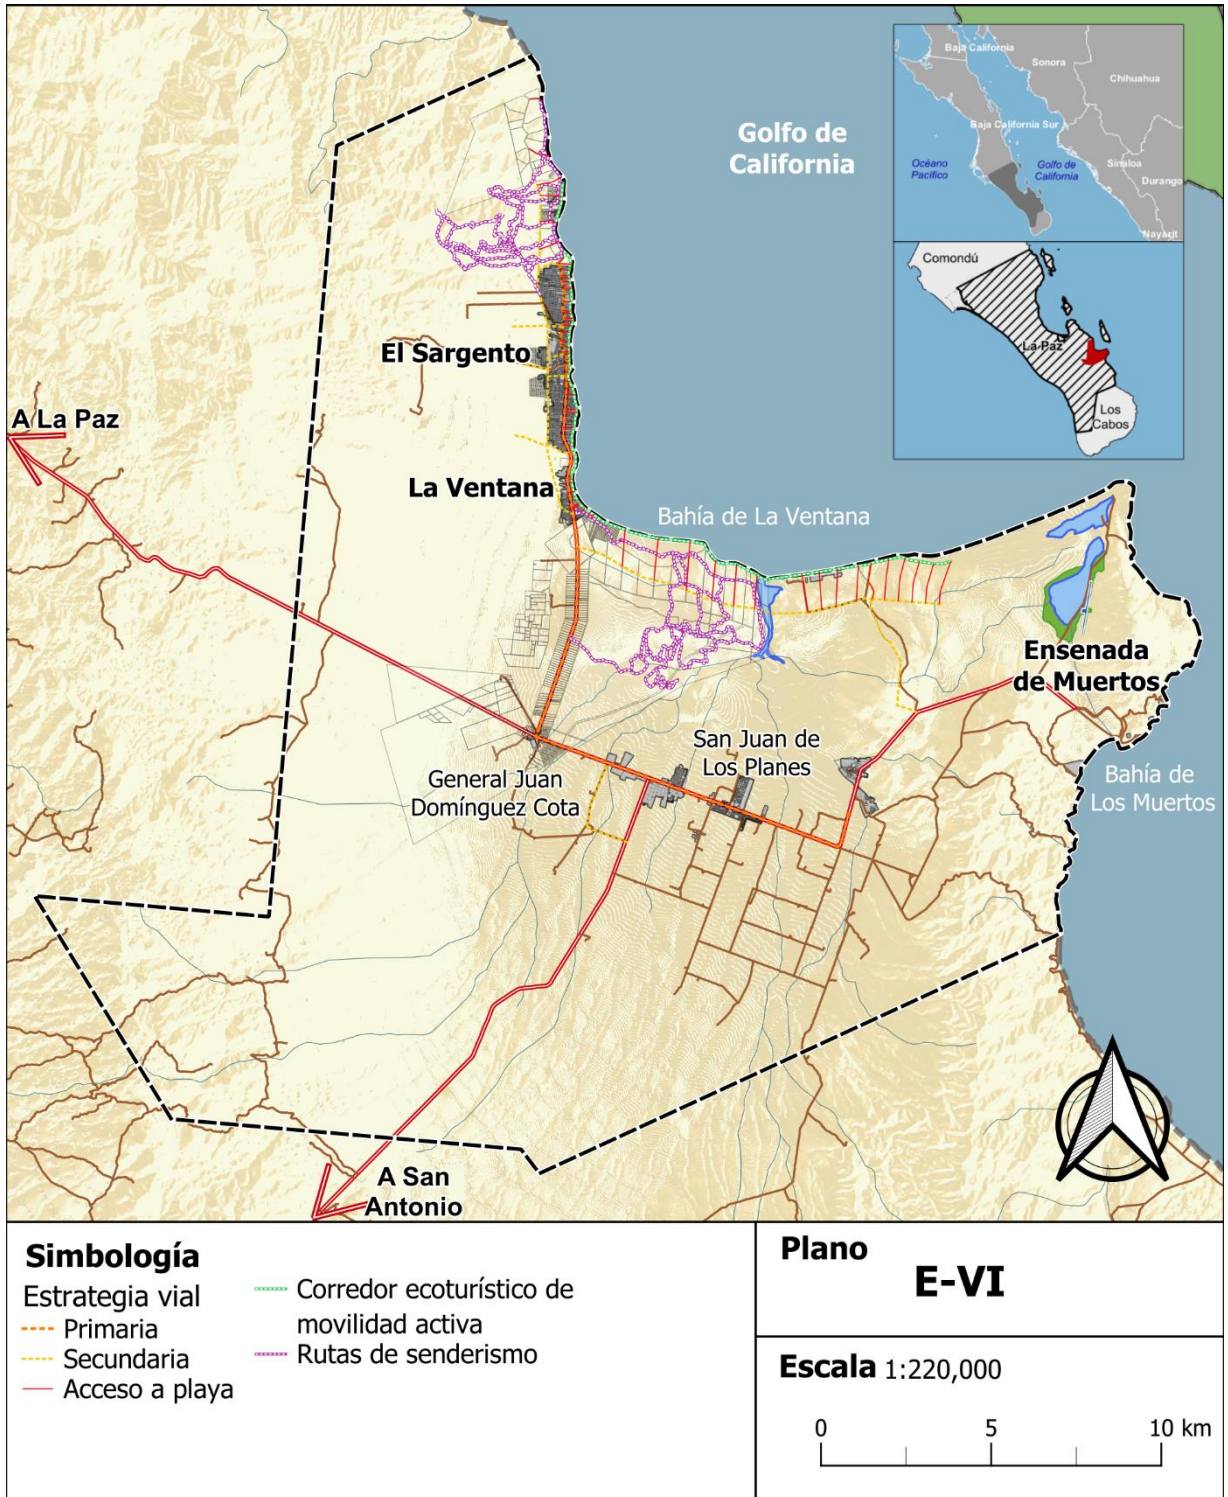 Golfo de
California
Baja California
Sonora
Chihuahua
Baja California Sur
Océano
Pacífico
Golfo de
California
Sinaloa
Durango
Nayarit
Comondú
La Paz
Los
Cabos
El Sargento
A La Paz
La Ventana
Bahía de La Ventana
Ensenada
de Muertos
San Juan de
Los Planes
General Juan
Domínguez Cota
Bahía de
Los Muertos
A San
Antonio
Simbología
Estrategia vial
Primaria
Secundaria
Acceso a playa
Corredor ecoturístico de
movilidad activa
Rutas de senderismo
Plano
E-VI
Escala 1:220,000
0 5 10 km